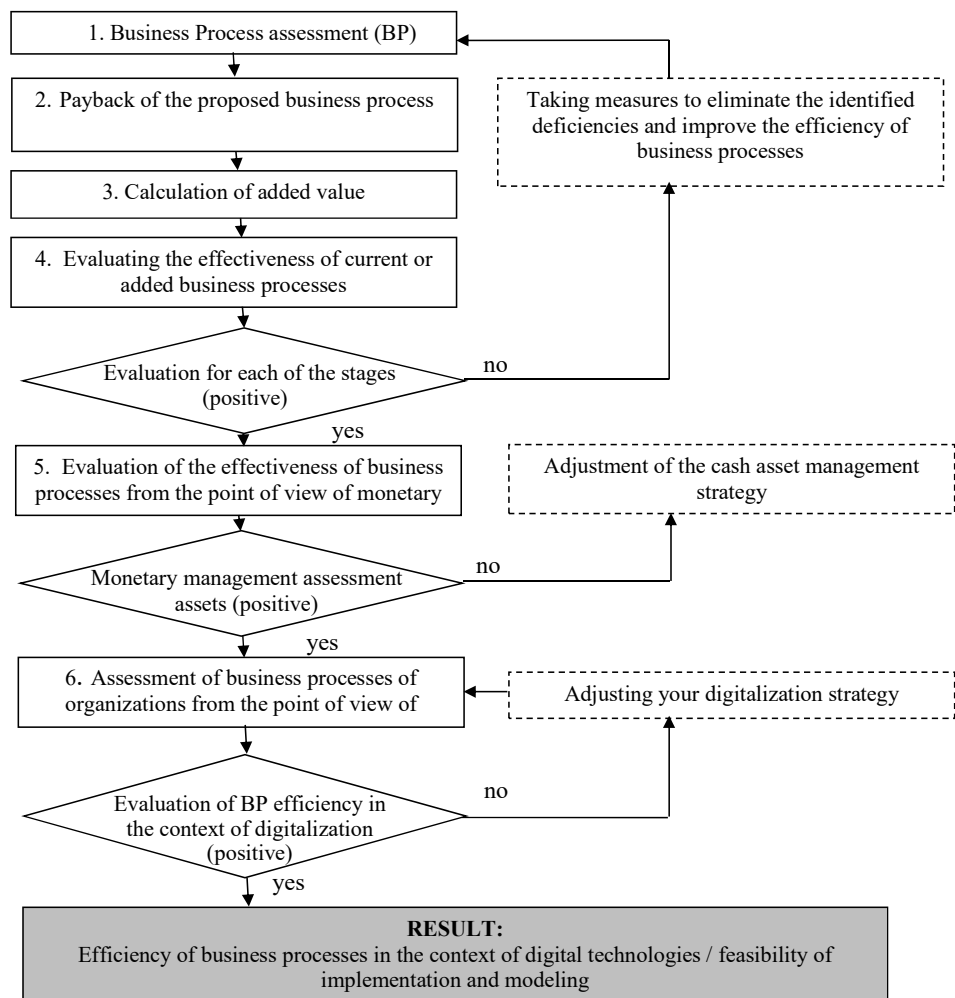 1. Business Process assessment (BP)
2. Payback of the proposed business process
Taking measures to eliminate the identified
deficiencies and improve the efficiency of
business processes
3. Calculation of added value
4. Evaluating the effectiveness of current or
added business processes
Evaluation for each of the stages
(positive)
no
yes
5. Evaluation of the effectiveness of business
processes from the point of view of monetary
Adjustment of the cash asset management
strategy
Monetary management assessment
assets (positive)
no
yes
6. Assessment of business processes of
organizations from the point of view of
Adjusting your digitalization strategy
Evaluation of BP efficiency in
the context of digitalization
(positive)
no
yes
RESULT:
Efficiency of business processes in the context of digital technologies / feasibility of
implementation and modeling